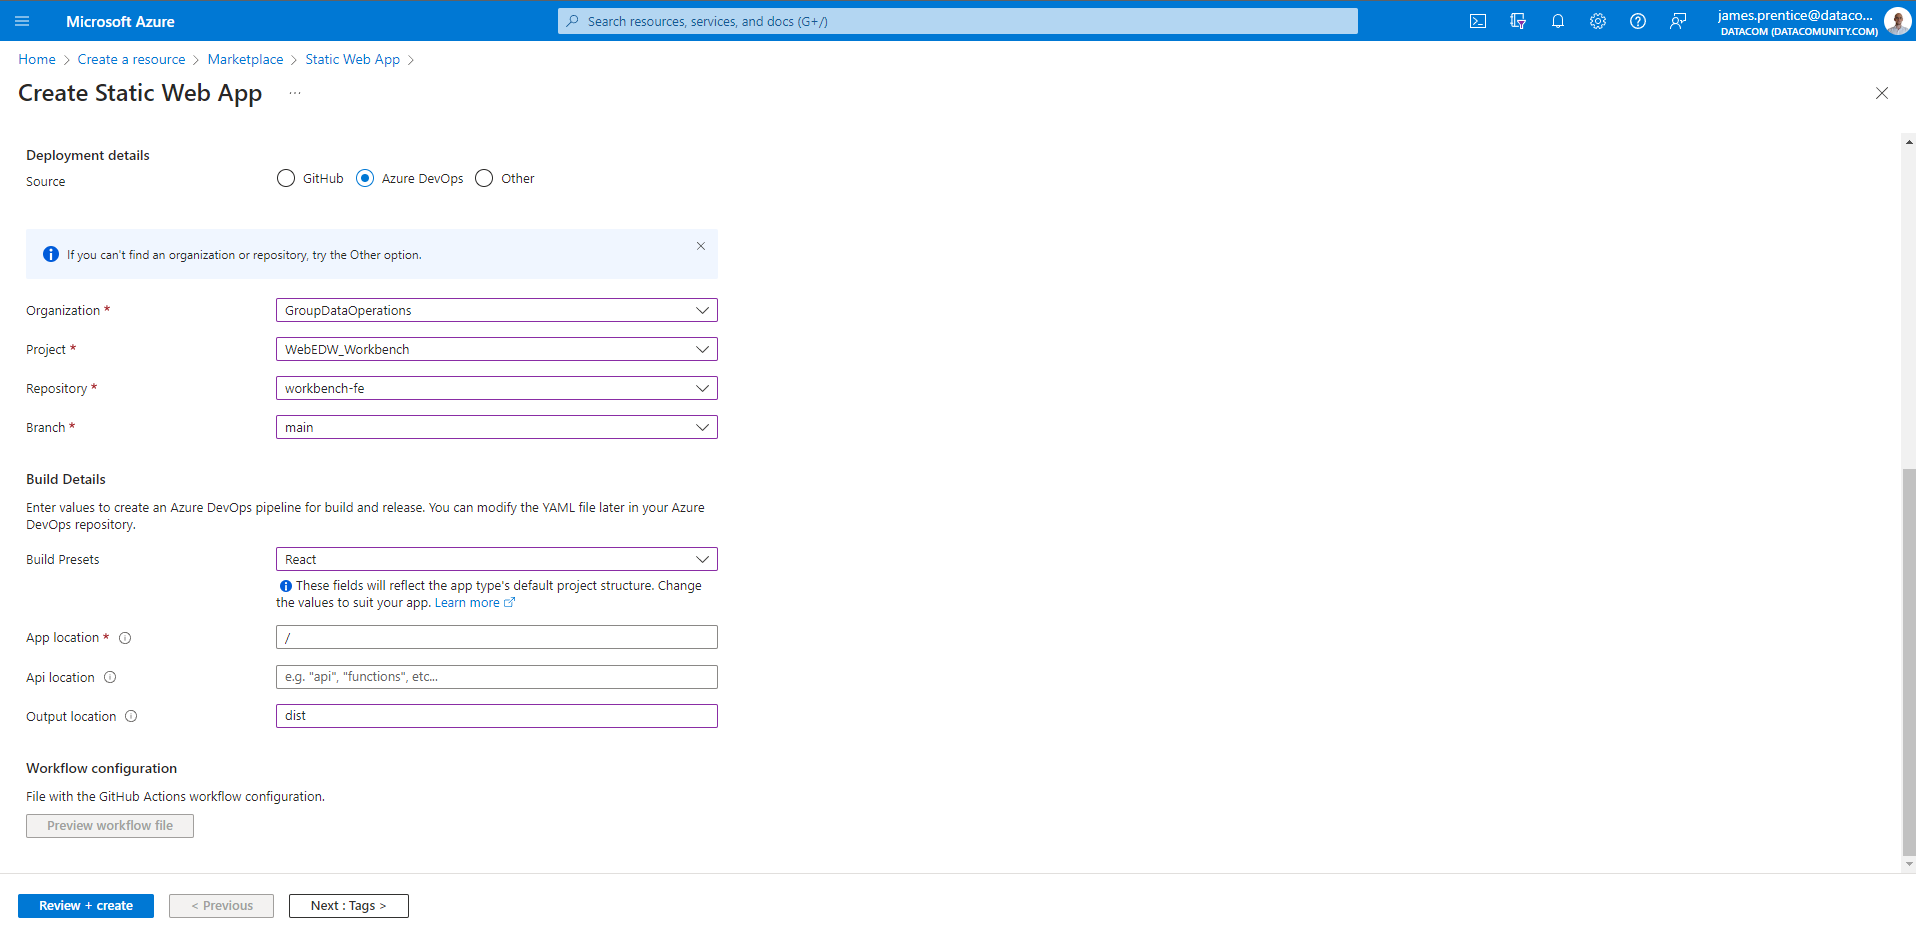 Microsoft Azure
Search resources, services, and docs (G+/)
james.prentice@dataco...
DATACOM (DATACOMUNITY.COM)
Home > Create a resource > Marketplace > Static Web App >
Create Static Web App ...
Deployment details
Source
GitHub
Azure DevOps
Other
If you can't find an organization or repository, try the Other option.
Organization *
GroupDataOperations
Project *
WebEDW_Workbench
Repository *
workbench-fe
Branch *
main
Build Details
Enter values to create an Azure DevOps pipeline for build and release. You can modify the YAML file later in your Azure
DevOps repository.
Build Presets
React
These fields will reflect the app type's default project structure. Change
the values to suit your app. Learn more
App location *
/
Api location
e.g. "api", "functions", etc...
Output location
dist
Workflow configuration
File with the GitHub Actions workflow configuration.
Preview workflow file
Review + create
< Previous
Next : Tags >